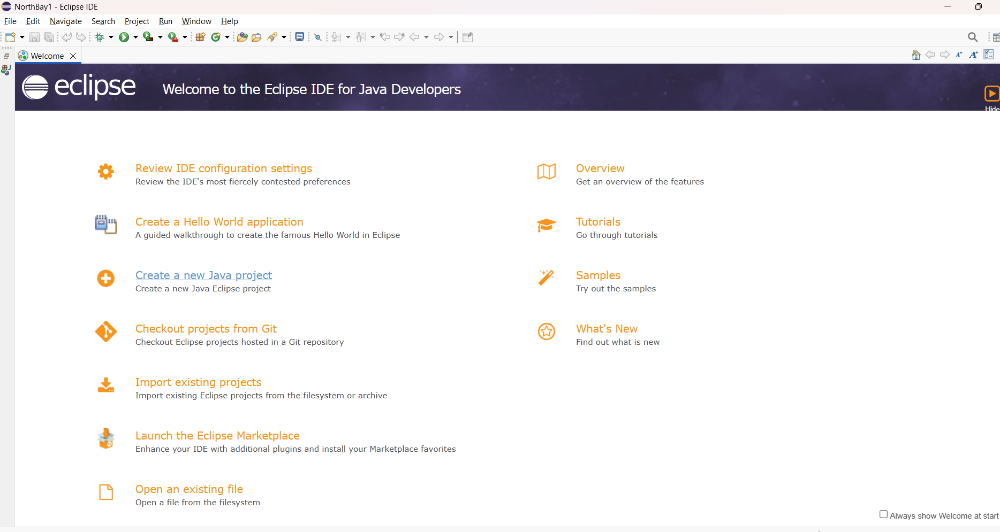 NorthBay1 - Eclipse IDE
File Edit Navigate Search Project Run Window Help
Welcome
eclipse
Welcome to the Eclipse IDE for Java Developers
Hide
Review IDE configuration settings
Review the IDE's most fiercely contested preferences
Create a Hello World application
A guided walkthrough to create the famous Hello World in Eclipse
Create a new Java project
Create a new Java Eclipse project
Checkout projects from Git
Checkout Eclipse projects hosted in a Git repository
Import existing projects
Import existing Eclipse projects from the filesystem or archive
Launch the Eclipse Marketplace
Enhance your IDE with additional plugins and install your Marketplace favorites
Open an existing file
Open a file from the filesystem
Overview
Get an overview of the features
Tutorials
Go through tutorials
Samples
Try out the samples
What's New
Find out what is new
Always show Welcome at start